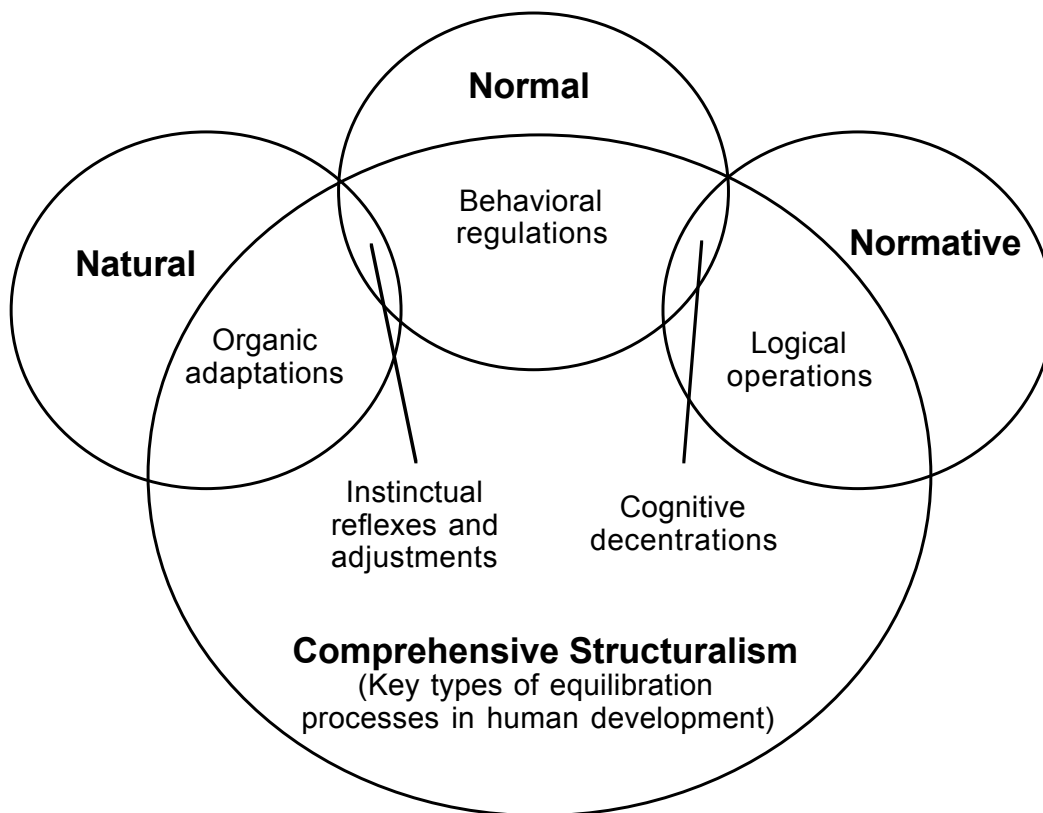 Normal
Behavioral
regulations
Natural
Normative
Organic
adaptations
Logical
operations
Instinctual
reflexes and
adjustments
Cognitive
decentrations
Comprehensive Structuralism
(Key types of equilibration
processes in human development)